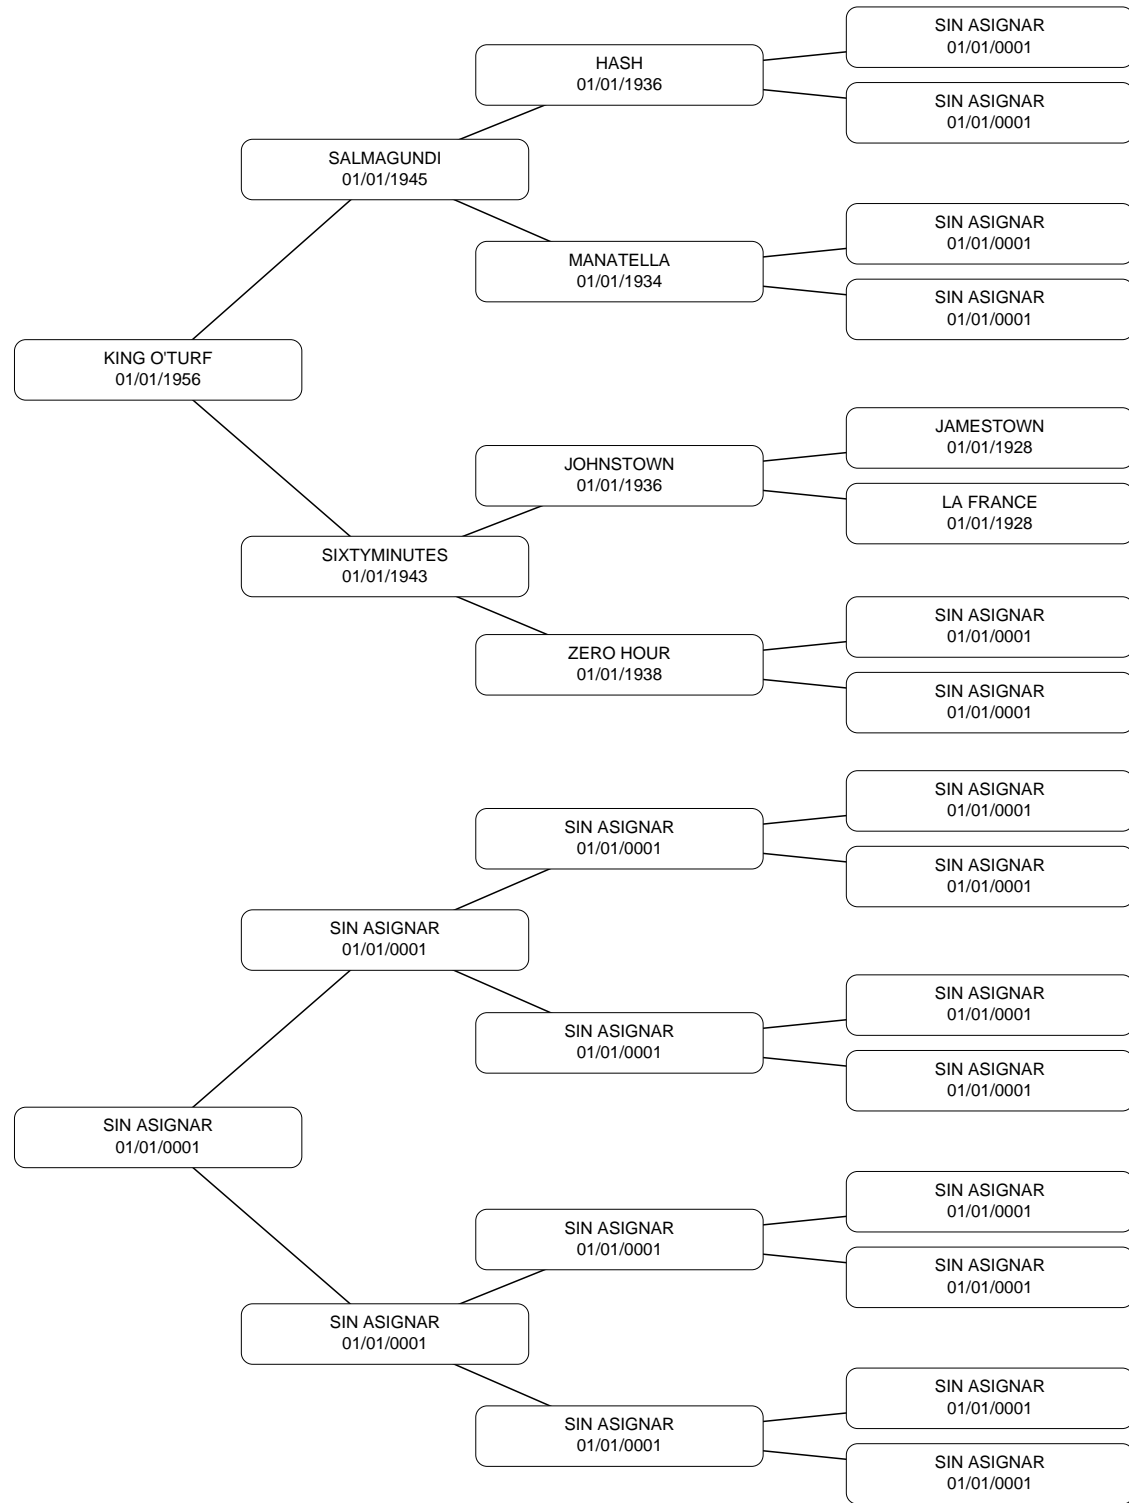 SIN ASIGNAR
01/01/0001
HASH
01/01/1936
SIN ASIGNAR
01/01/0001
SALMAGUNDI
01/01/1945
SIN ASIGNAR
01/01/0001
MANATELLA
01/01/1934
SIN ASIGNAR
01/01/0001
KING O'TURF
01/01/1956
JAMESTOWN
01/01/1928
JOHNSTOWN
01/01/1936
LA FRANCE
01/01/1928
SIXTYMINUTES
01/01/1943
SIN ASIGNAR
01/01/0001
ZERO HOUR
01/01/1938
SIN ASIGNAR
01/01/0001
SIN ASIGNAR
01/01/0001
SIN ASIGNAR
01/01/0001
SIN ASIGNAR
01/01/0001
SIN ASIGNAR
01/01/0001
SIN ASIGNAR
01/01/0001
SIN ASIGNAR
01/01/0001
SIN ASIGNAR
01/01/0001
SIN ASIGNAR
01/01/0001
SIN ASIGNAR
01/01/0001
SIN ASIGNAR
01/01/0001
SIN ASIGNAR
01/01/0001
SIN ASIGNAR
01/01/0001
SIN ASIGNAR
01/01/0001
SIN ASIGNAR
01/01/0001
SIN ASIGNAR
01/01/0001